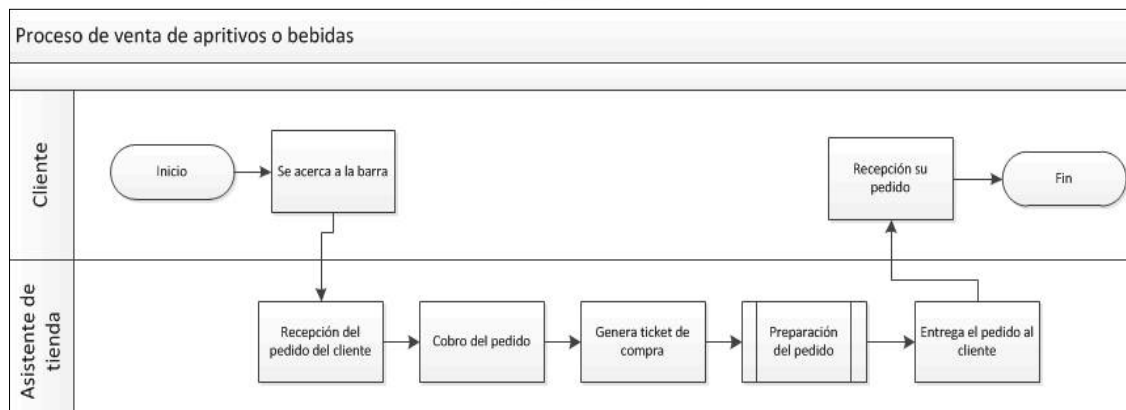 Proceso de venta de apritivos o bebidas
Cliente
Inicio
Se acerca a la barra
Recepción su
pedido
Fin
Asistente de
tienda
Recepción del
pedido del cliente
Cobro del pedido
Genera ticket de
compra
Preparación
del pedido
Entrega el pedido al
cliente